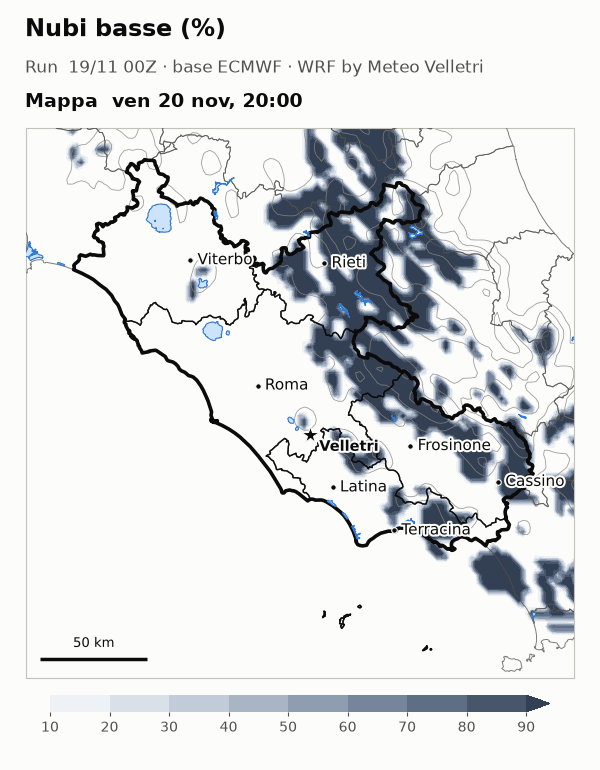 Nubi basse (%)
Run  19/11 00Z · base ECMWF · WRF by Meteo Velletri
Mappa  ven 20 nov, 20:00
Viterbo
Rieti
Roma
Velletri
Frosinone
Latina
Cassino
Terracina
50 km
10 20 30 40 50 60 70 80 90